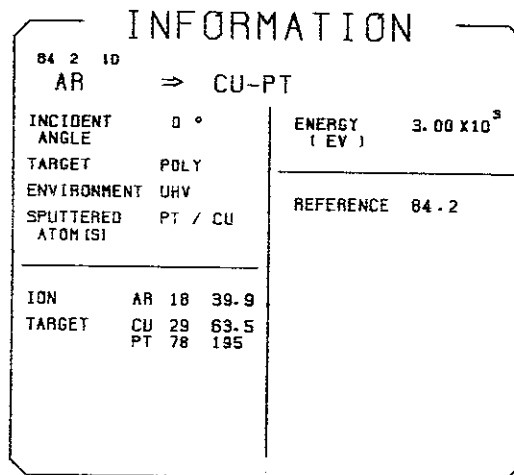 INFORMATION
84 2 10
AR ⇒ CU-PT
INCIDENT ANGLE 0 °
TARGET POLY
ENVIRONMENT UHV
SPUTTERED ATOM(S) PT / CU
ENERGY (EV) 3.00 X10³
REFERENCE 84.2
ION AR 18 39.9
TARGET CU 29 63.5
PT 78 195